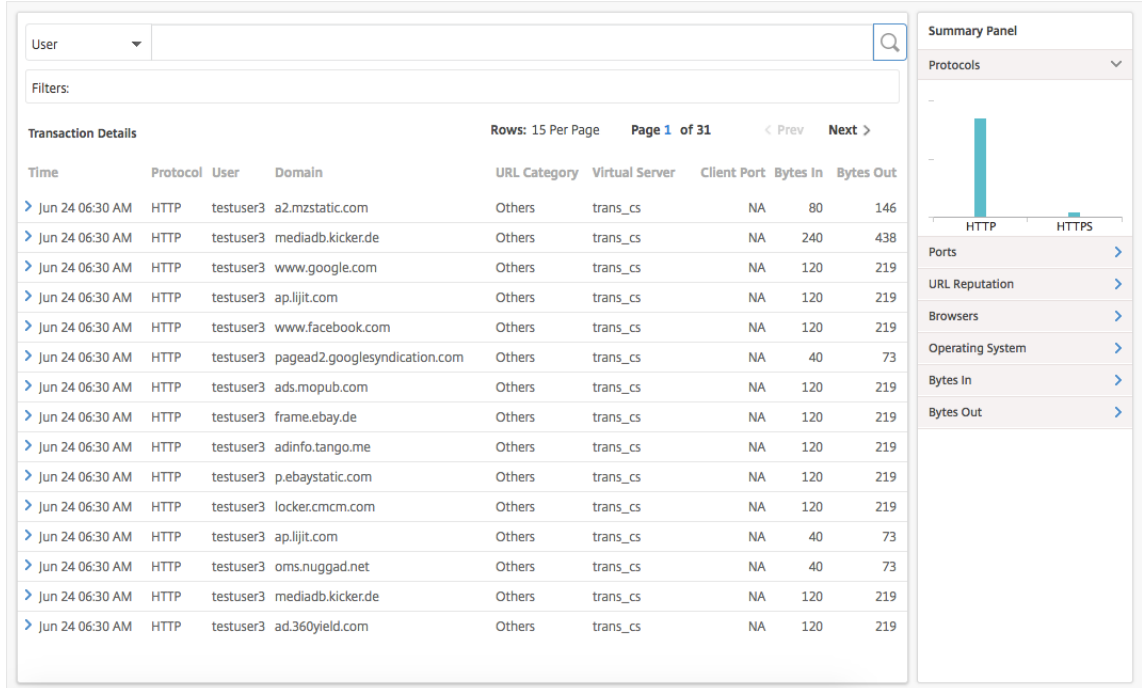 User
Filters:
Transaction Details Rows: 15 Per Page Page 1 of 31 < Prev Next >
Time Protocol User Domain URL Category Virtual Server Client Port Bytes In Bytes Out
Jun 24 06:30 AM HTTP testuser3 a2.mzstatic.com Others trans_cs NA 80 146
Jun 24 06:30 AM HTTP testuser3 mediadb.kicker.de Others trans_cs NA 240 438
Jun 24 06:30 AM HTTP testuser3 www.google.com Others trans_cs NA 120 219
Jun 24 06:30 AM HTTP testuser3 ap.lijit.com Others trans_cs NA 120 219
Jun 24 06:30 AM HTTP testuser3 www.facebook.com Others trans_cs NA 120 219
Jun 24 06:30 AM HTTP testuser3 pagead2.googlesyndication.com Others trans_cs NA 40 73
Jun 24 06:30 AM HTTP testuser3 ads.mopub.com Others trans_cs NA 120 219
Jun 24 06:30 AM HTTP testuser3 frame.ebay.de Others trans_cs NA 120 219
Jun 24 06:30 AM HTTP testuser3 adinfo.tango.me Others trans_cs NA 120 219
Jun 24 06:30 AM HTTP testuser3 p.ebaystatic.com Others trans_cs NA 120 219
Jun 24 06:30 AM HTTP testuser3 locker.cmcm.com Others trans_cs NA 120 219
Jun 24 06:30 AM HTTP testuser3 ap.lijit.com Others trans_cs NA 40 73
Jun 24 06:30 AM HTTP testuser3 oms.nuggad.net Others trans_cs NA 40 73
Jun 24 06:30 AM HTTP testuser3 mediadb.kicker.de Others trans_cs NA 120 219
Jun 24 06:30 AM HTTP testuser3 ad.360yield.com Others trans_cs NA 120 219
Summary Panel
Protocols
HTTP HTTPS
Ports
URL Reputation
Browsers
Operating System
Bytes In
Bytes Out